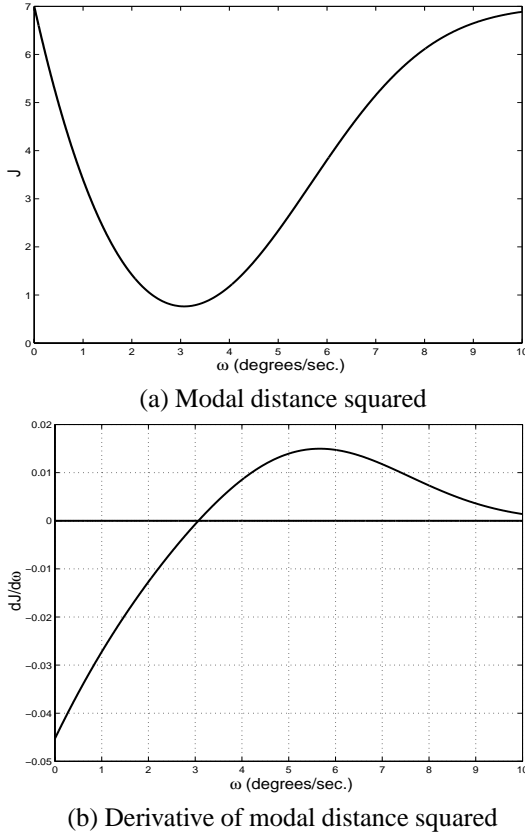 7
6
5
4
3
2
1
0
J
0 1 2 3 4 5 6 7 8 9 10
ω (degrees/sec.)
(a) Modal distance squared
0.02
0.01
0
−0.01
−0.02
−0.03
−0.04
−0.05
dJ/dω
0 1 2 3 4 5 6 7 8 9 10
ω (degrees/sec.)
(b) Derivative of modal distance squared